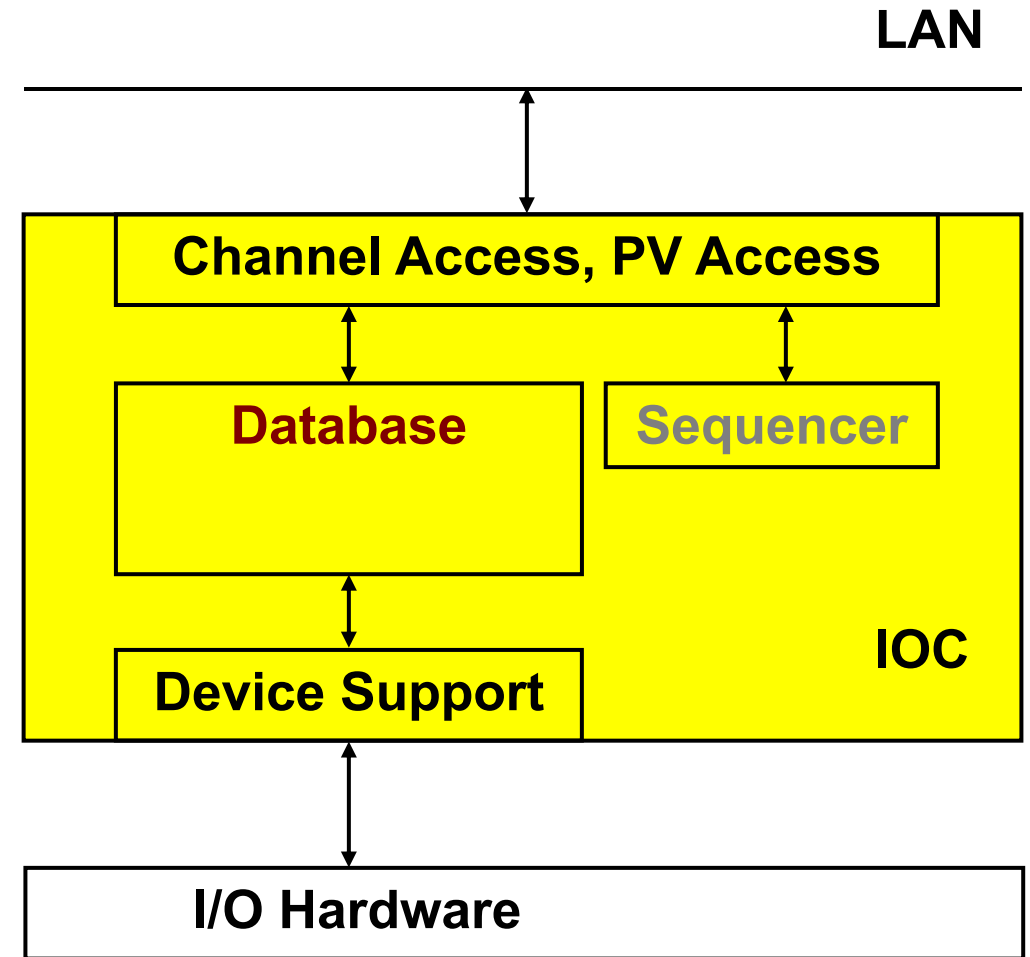 LAN
Channel Access, PV Access
Database
Sequencer
IOC
Device Support
I/O Hardware